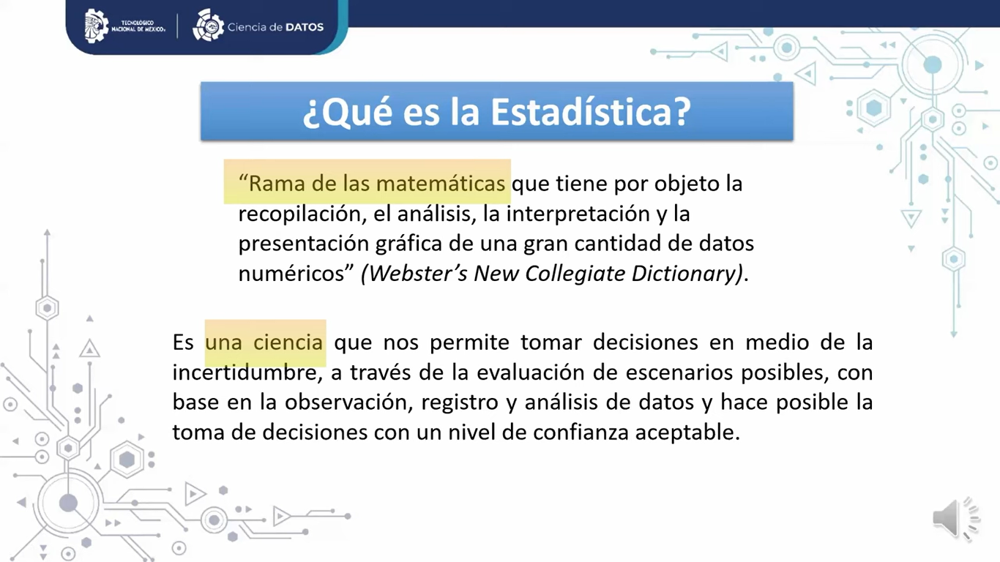 TECNOLÓGICO
NACIONAL DE MÉXICO®
Ciencia de DATOS
¿Qué es la Estadística?
“Rama de las matemáticas que tiene por objeto la
recopilación, el análisis, la interpretación y la
presentación gráfica de una gran cantidad de datos
numéricos” (Webster’s New Collegiate Dictionary).
Es una ciencia que nos permite tomar decisiones en medio de la
incertidumbre, a través de la evaluación de escenarios posibles, con
base en la observación, registro y análisis de datos y hace posible la
toma de decisiones con un nivel de confianza aceptable.